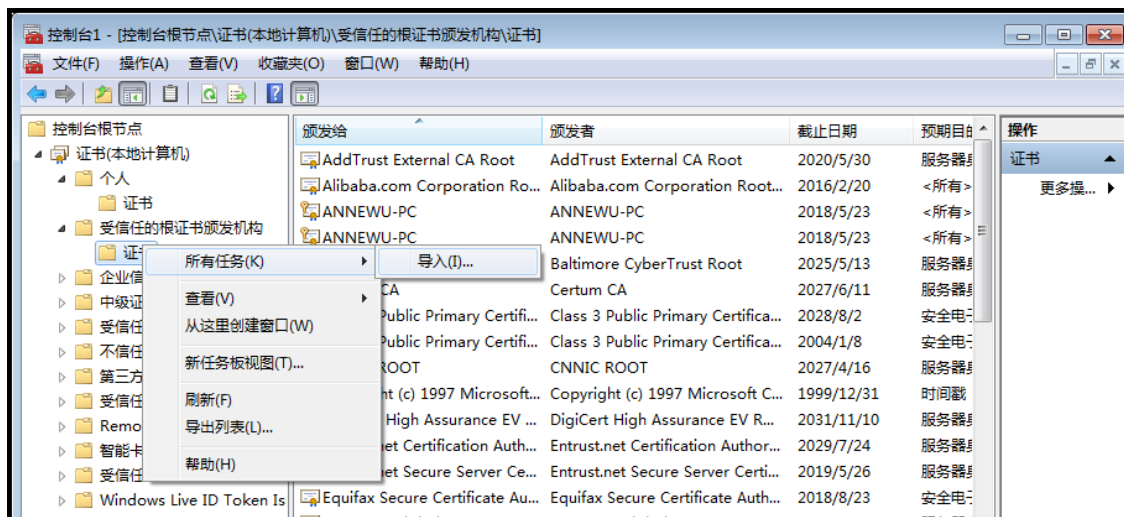 控制台1 - [控制台根节点\证书(本地计算机)\受信任的根证书颁发机构\证书]
文件(F) 操作(A) 查看(V) 收藏夹(O) 窗口(W) 帮助(H)
控制台根节点
证书(本地计算机)
个人
证书
受信任的根证书颁发机构
证
企业信
中级证
受信任
不信任
第三方
受信任
Remo
智能卡
受信任
Windows Live ID Token Is
所有任务(K)
导入(I)...
查看(V)
从这里创建窗口(W)
新任务板视图(T)...
刷新(F)
导出列表(L)...
帮助(H)
颁发给 颁发者 截止日期 预期目
AddTrust External CA Root AddTrust External CA Root 2020/5/30 服务器
Alibaba.com Corporation Ro... Alibaba.com Corporation Root... 2016/2/20 <所有>
ANNEWU-PC ANNEWU-PC 2018/5/23 <所有>
ANNEWU-PC ANNEWU-PC 2018/5/23 <所有>
Baltimore CyberTrust Root 2025/5/13 服务器
CA Certum CA 2027/6/11 服务器
Public Primary Certifi... Class 3 Public Primary Certifica... 2028/8/2 安全电
Public Primary Certifi... Class 3 Public Primary Certifica... 2004/1/8 安全电
ROOT CNNIC ROOT 2027/4/16 服务器
ht (c) 1997 Microsoft... Copyright (c) 1997 Microsoft C... 1999/12/31 时间戳
High Assurance EV ... DigiCert High Assurance EV R... 2031/11/10 服务器
et Certification Auth... Entrust.net Certification Author... 2029/7/24 服务器
et Secure Server Ce... Entrust.net Secure Server Certi... 2019/5/26 服务器
Equifax Secure Certificate Au... Equifax Secure Certificate Auth... 2018/8/23 安全电
操作
证书
更多操...